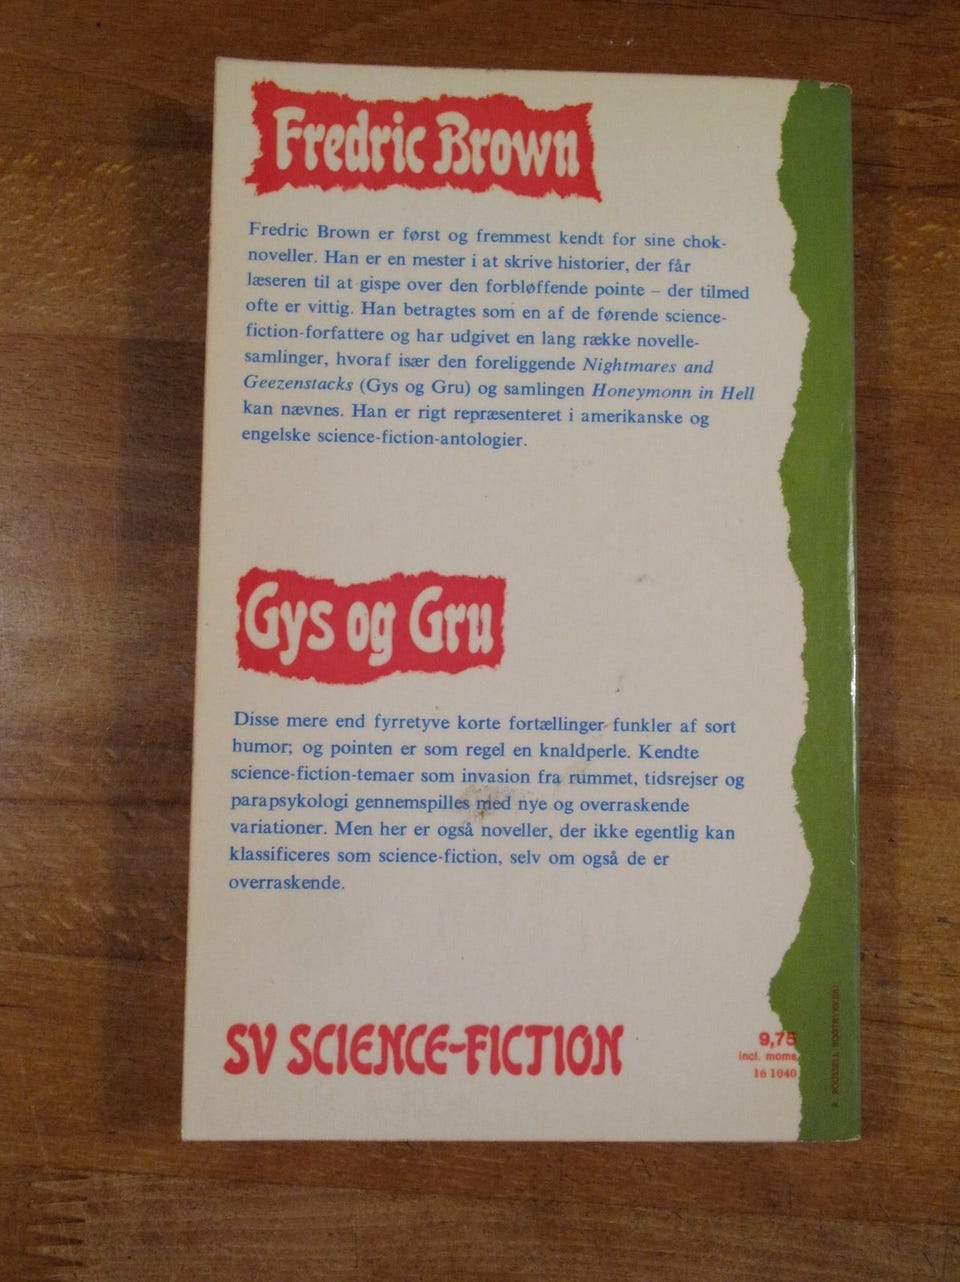 Fredric Brown
Fredric Brown er først og fremmest kendt for sine chok-
noveller. Han er en mester i at skrive historier, der får
læseren til at gispe over den forbløffende pointe – der tilmed
ofte er vittig. Han betragtes som en af de førende science-
fiction-forfattere og har udgivet en lang række novelle-
samlinger, hvoraf især den foreliggende Nightmares and
Geezenstacks (Gys og Gru) og samlingen Honeymonn in Hell
kan nævnes. Han er rigt repræsenteret i amerikanske og
engelske science-fiction-antologier.
Gys og Gru
Disse mere end fyrretyve korte fortællinger funkler af sort
humor; og pointen er som regel en knaldperle. Kendte
science-fiction-temaer som invasion fra rummet, tidsrejser og
parapsykologi gennemspilles med nye og overraskende
variationer. Men her er også noveller, der ikke egentlig kan
klassificeres som science-fiction, selv om også de er
overraskende.
SV SCIENCE-FICTION
9,75
incl. moms
16 1040
P. ROUSSELL BOGTRYKKERI